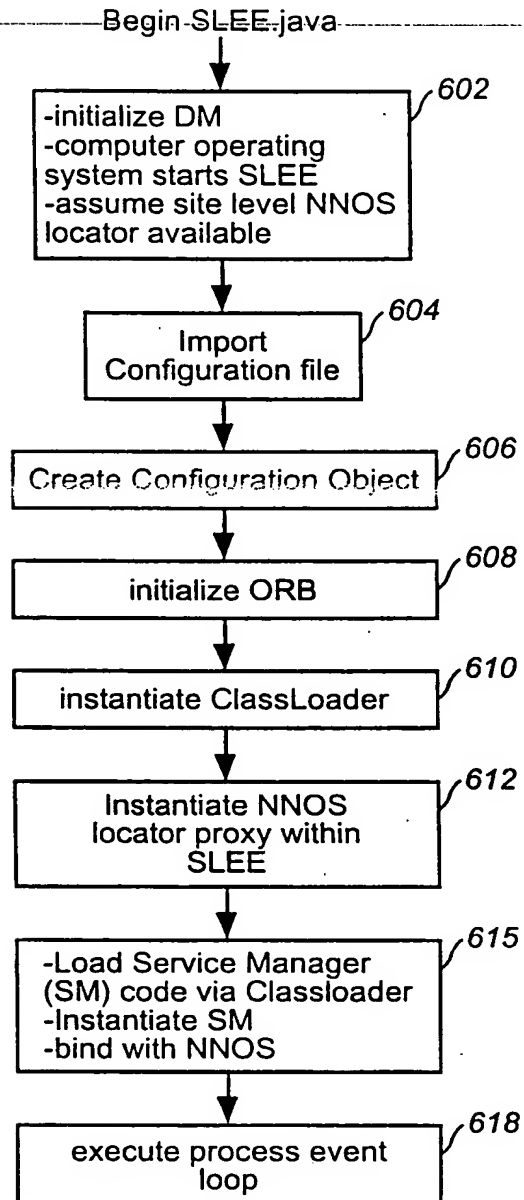 Begin SLEE.java
602
-initialize DM
-computer operating
system starts SLEE
-assume site level NNOS
locator available
604
Import
Configuration file
606
Create Configuration Object
608
initialize ORB
610
instantiate ClassLoader
612
Instantiate NNOS
locator proxy within
SLEE
615
-Load Service Manager
(SM) code via Classloader
-Instantiate SM
-bind with NNOS
618
execute process event
loop